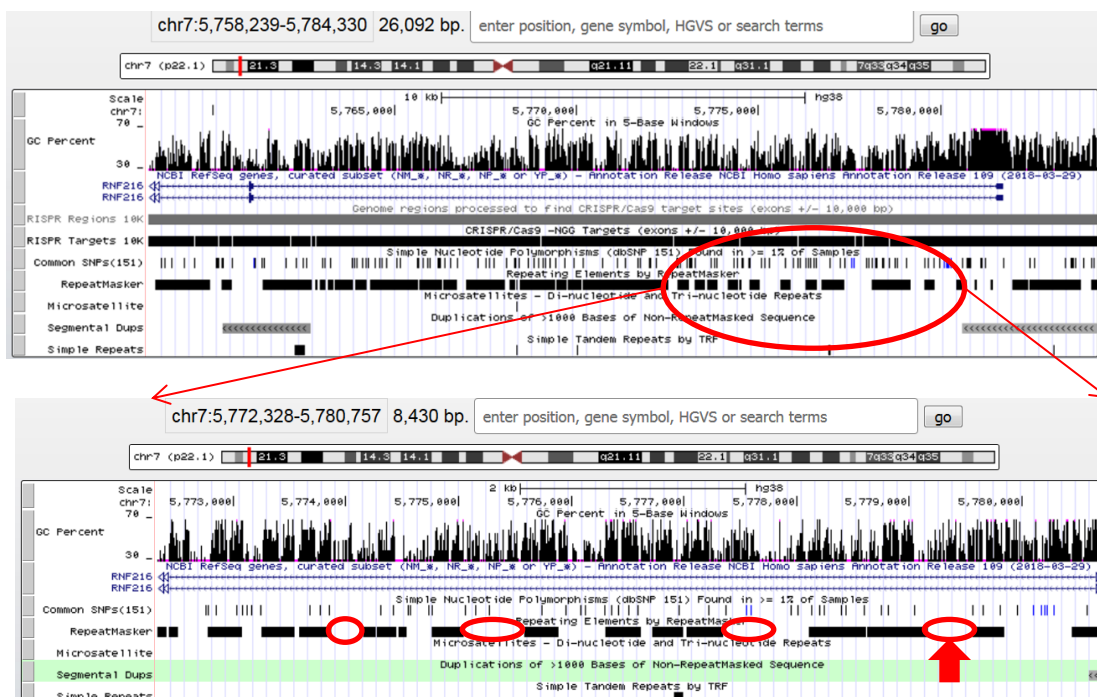 chr7:5,758,239-5,784,330 26,092 bp. enter position, gene symbol, HGVS or search terms go
chr7 (p22.1) 21.3 14.3 14.1 q21.11 22.1 q31.1 7q33 q34 q35
Scale 10 kb hg38
chr7: 5,765,000 5,770,000 5,775,000 5,780,000
70 GC Percent in 5-Base Windows
GC Percent
30
NCBI RefSeq genes, curated subset (NM_*, NR_*, NP_* or YP_*) - Annotation Release NCBI Homo sapiens Annotation Release 109 (2018-03-29)
RNF216
RNF216
Genome regions processed to find CRISPR/Cas9 target sites (exons +/- 10,000 bp)
RISPR Regions 10K
CRISPR/Cas9 -NGG Targets (exons +/- 10,000 bp)
RISPR Targets 10K
Simple Nucleotide Polymorphisms (dbSNP 151) Found in >= 1% of Samples
Common SNPs(151)
Repeating Elements by RepeatMasker
RepeatMasker
Microsatellites - Di-nucleotide and Tri-nucleotide Repeats
Microsatellite
Duplications of >1000 Bases of Non-RepeatMasked Sequence
Segmental Dups
Simple Tandem Repeats by TRF
Simple Repeats
chr7:5,772,328-5,780,757 8,430 bp. enter position, gene symbol, HGVS or search terms go
chr7 (p22.1) 21.3 14.3 14.1 q21.11 22.1 q31.1 7q33 q34 q35
Scale 2 kb hg38
chr7: 5,773,000 5,774,000 5,775,000 5,776,000 5,777,000 5,778,000 5,779,000 5,780,000
70 GC Percent in 5-Base Windows
GC Percent
30
NCBI RefSeq genes, curated subset (NM_*, NR_*, NP_* or YP_*) - Annotation Release NCBI Homo sapiens Annotation Release 109 (2018-03-29)
RNF216
RNF216
Simple Nucleotide Polymorphisms (dbSNP 151) Found in >= 1% of Samples
Common SNPs(151)
Repeating Elements by RepeatMasker
RepeatMasker
Microsatellites - Di-nucleotide and Tri-nucleotide Repeats
Microsatellite
Duplications of >1000 Bases of Non-RepeatMasked Sequence
Segmental Dups
Simple Tandem Repeats by TRF
Simple Repeats